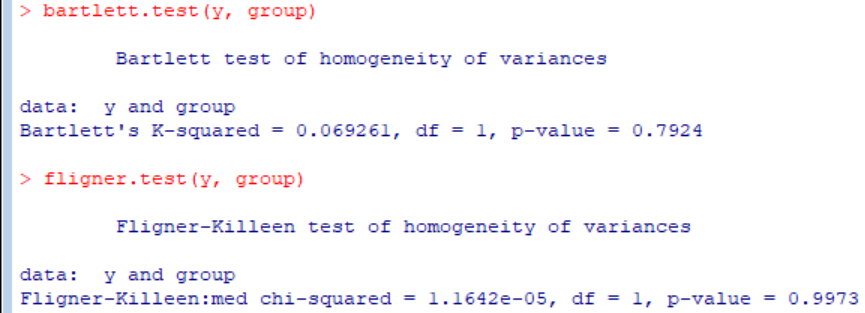 > bartlett.test(y, group)
Bartlett test of homogeneity of variances
data:  y and group
Bartlett's K-squared = 0.069261, df = 1, p-value = 0.7924
> fligner.test(y, group)
Fligner-Killeen test of homogeneity of variances
data:  y and group
Fligner-Killeen:med chi-squared = 1.1642e-05, df = 1, p-value = 0.9973